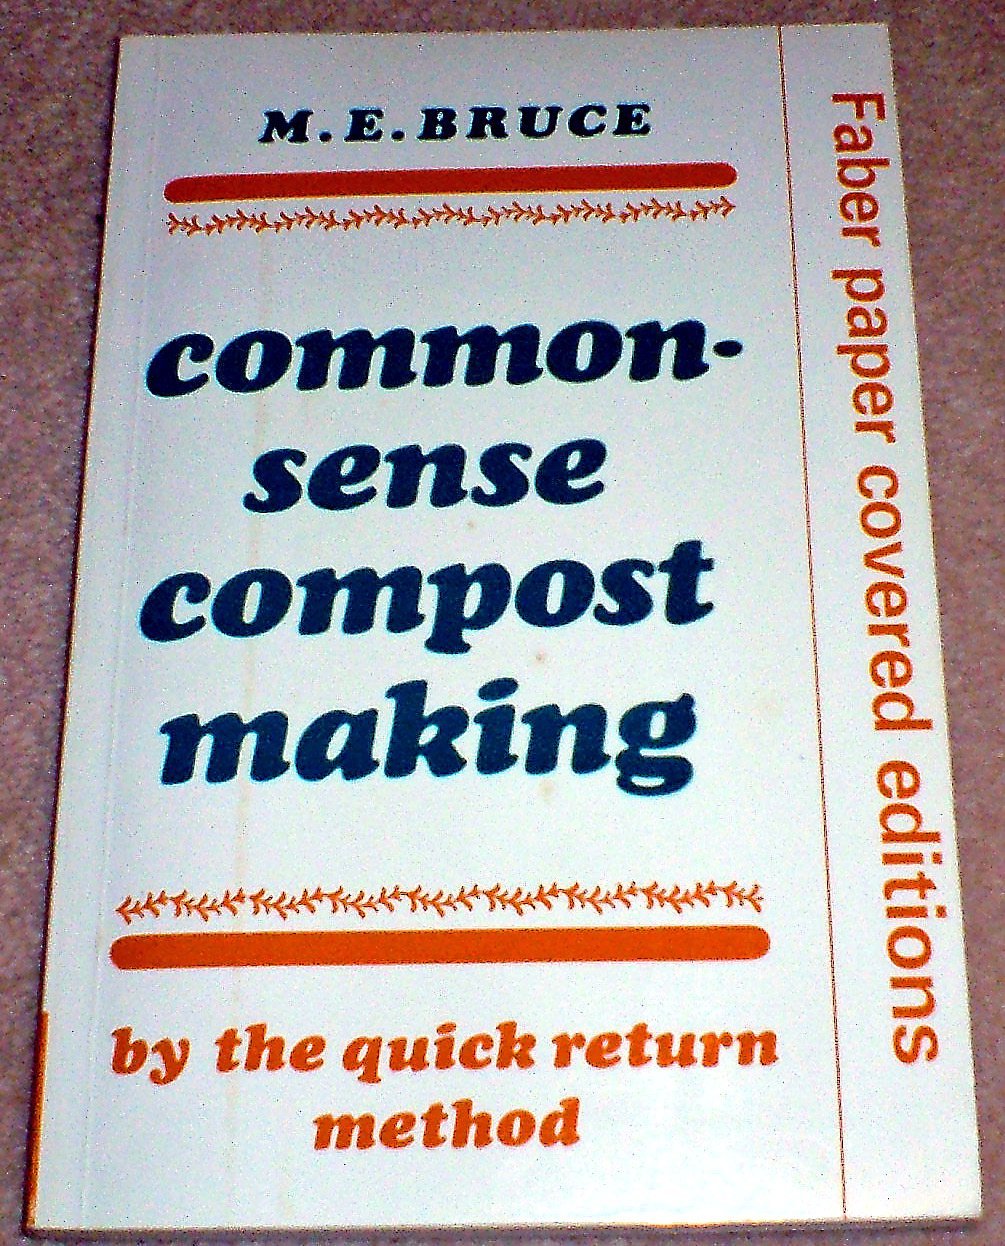 M.E.BRUCE
common-
sense
compost
making
by the quick return
method
Faber paper covered editions